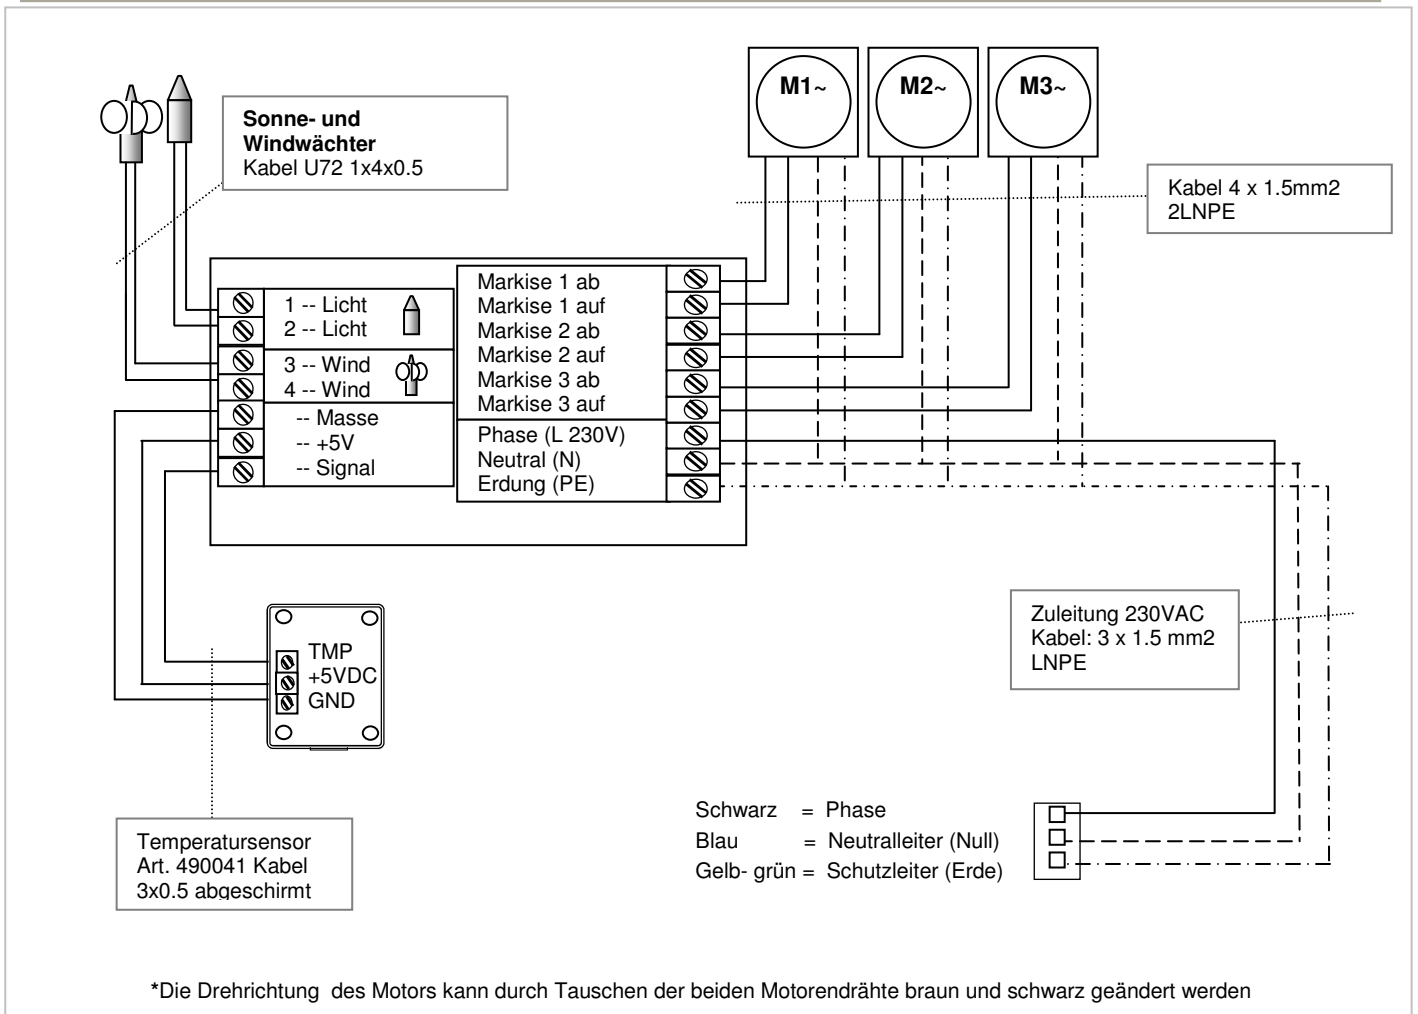 M1~
M2~
M3~
Sonne- und
Windwächter
Kabel U72 1x4x0.5
Kabel 4 x 1.5mm2
2LNPE
1 -- Licht
2 -- Licht
3 -- Wind
4 -- Wind
-- Masse
-- +5V
-- Signal
Markise 1 ab
Markise 1 auf
Markise 2 ab
Markise 2 auf
Markise 3 ab
Markise 3 auf
Phase (L 230V)
Neutral (N)
Erdung (PE)
TMP
+5VDC
GND
Zuleitung 230VAC
Kabel: 3 x 1.5 mm2
LNPE
Temperatursensor
Art. 490041 Kabel
3x0.5 abgeschirmt
Schwarz = Phase
Blau = Neutralleiter (Null)
Gelb- grün = Schutzleiter (Erde)
*Die Drehrichtung des Motors kann durch Tauschen der beiden Motorendrähte braun und schwarz geändert werden